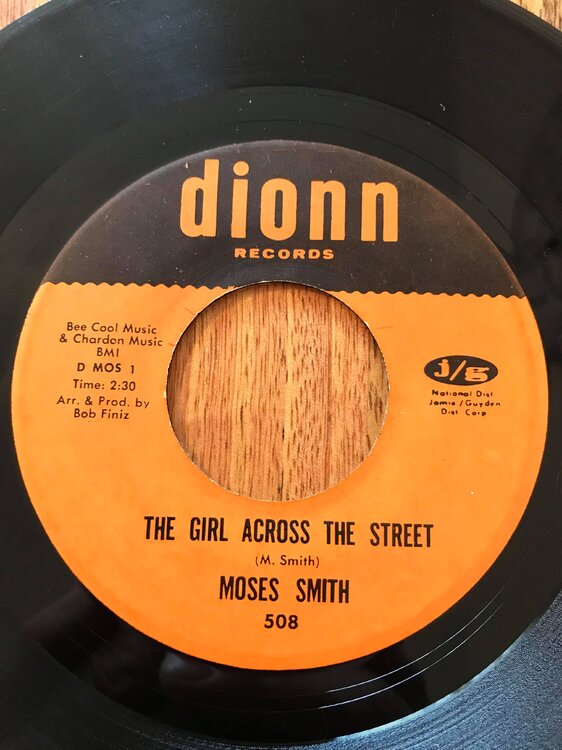 dionn
RECORDS
Bee Cool Music
& Chardon Music
BMI
D MOS 1
Time: 2:30
Arr. & Prod. by
Bob Finiz
j/g
National Dist
Jamie/Guyden
Dist Corp
THE GIRL ACROSS THE STREET
(M. Smith)
MOSES SMITH
508